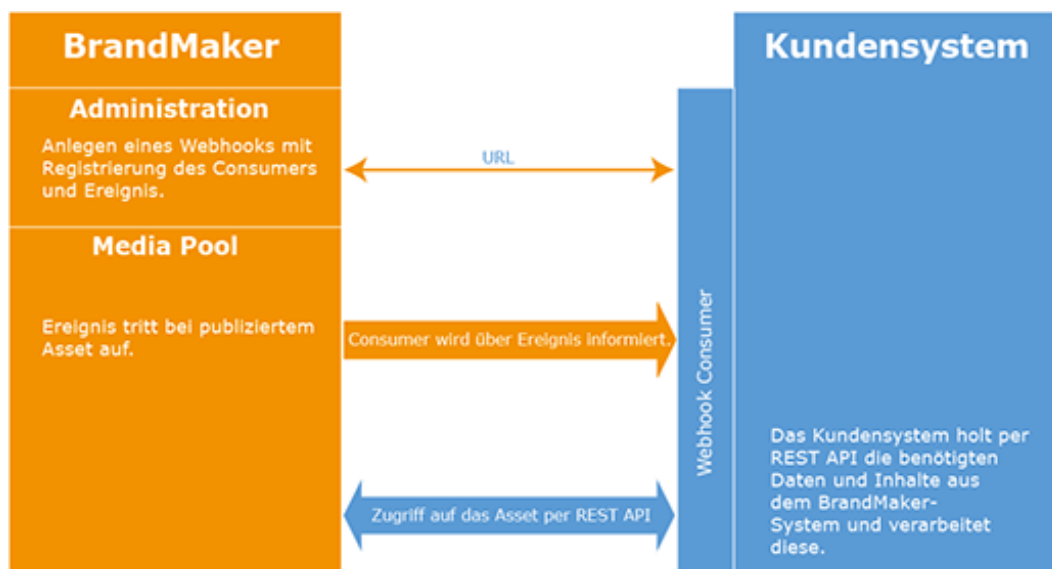 BrandMaker
Administration
Anlegen eines Webhooks mit
Registrierung des Consumers
und Ereignis.
Media Pool
Ereignis tritt bei publiziertem
Asset auf.
URL
Consumer wird über Ereignis informiert.
Zugriff auf das Asset per REST API
Webhook Consumer
Kundensystem
Das Kundensystem holt per
REST API die benötigten
Daten und Inhalte aus
dem BrandMaker-
System und verarbeitet
diese.